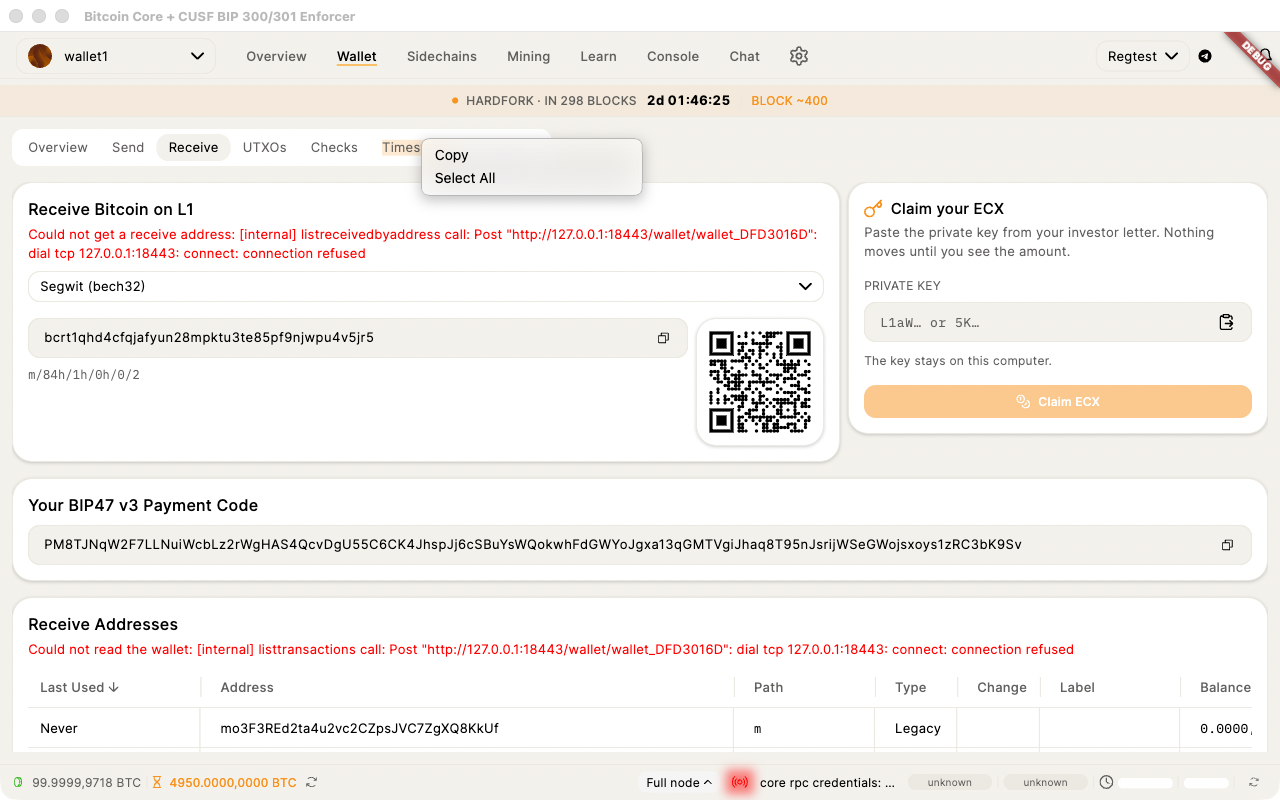 Bitcoin Core + CUSF BIP 300/301 Enforcer
wallet1
Overview
Wallet
Sidechains
Mining
Learn
Console
Chat
Regtest
DEBUG
HARDFORK · IN 298 BLOCKS 2d 01:46:25 BLOCK ~400
Overview
Send
Receive
UTXOs
Checks
Times
Copy
Select All
Receive Bitcoin on L1
Could not get a receive address: [internal] listreceivedbyaddress call: Post "http://127.0.0.1:18443/wallet/wallet_DFD3016D":
dial tcp 127.0.0.1:18443: connect: connection refused
Segwit (bech32)
bcrt1qhd4cfqjafyun28mpktu3te85pf9njwpu4v5jr5
m/84h/1h/0h/0/2
Claim your ECX
Paste the private key from your investor letter. Nothing
moves until you see the amount.
PRIVATE KEY
L1aW… or 5K…
The key stays on this computer.
Claim ECX
Your BIP47 v3 Payment Code
PM8TJNqW2F7LLNuiWcbLz2rWgHAS4QcvDgU55C6CK4JhspJj6cSBuYsWQokwhFdGWYoJgxa13qGMTVgiJhaq8T95nJsrijWSeGWojsxoys1zRC3bK9Sv
Receive Addresses
Could not read the wallet: [internal] listtransactions call: Post "http://127.0.0.1:18443/wallet/wallet_DFD3016D": dial tcp 127.0.0.1:18443: connect: connection refused
Last Used Address Path Type Change Label Balance
Never mo3F3REd2ta4u2vc2CZpsJVC7ZgXQ8KkUf m Legacy 0.0000,
99.9999,9718 BTC
4950.0000,0000 BTC
Full node
core rpc credentials: ...
unknown
unknown